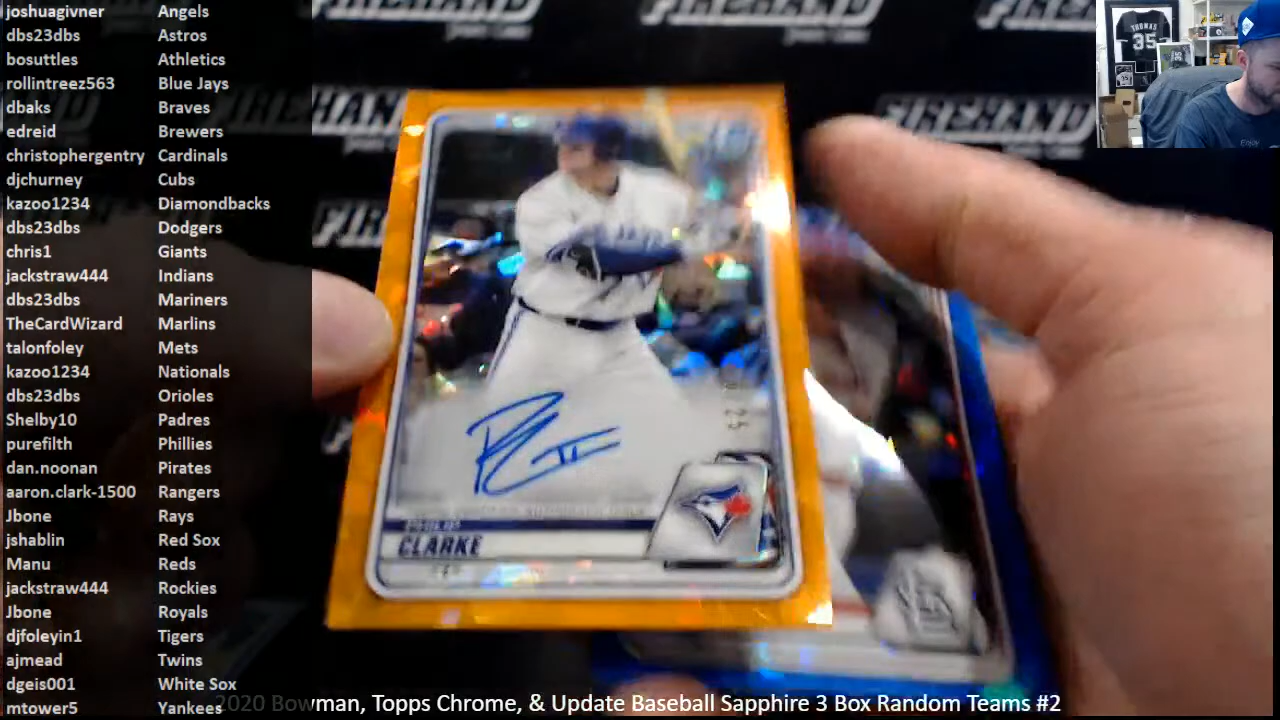 joshuagivner Angels
dbs23dbs Astros
bosuttles Athletics
rollintreez563 Blue Jays
dbaks Braves
edreid Brewers
christophergentry Cardinals
djchurney Cubs
kazoo1234 Diamondbacks
dbs23dbs Dodgers
chris1 Giants
jackstraw444 Indians
dbs23dbs Mariners
TheCardWizard Marlins
talonfoley Mets
kazoo1234 Nationals
dbs23dbs Orioles
Shelby10 Padres
purefilth Phillies
dan.noonan Pirates
aaron.clark-1500 Rangers
Jbone Rays
jshablin Red Sox
Manu Reds
jackstraw444 Rockies
Jbone Royals
djfoleyin1 Tigers
ajmead Twins
dgeis001 White Sox
mtower5 Yankees
FIREHAND
THOMAS
35
Enjoy
CLARKE
2020 Bowman, Topps Chrome, & Update Baseball Sapphire 3 Box Random Teams #2